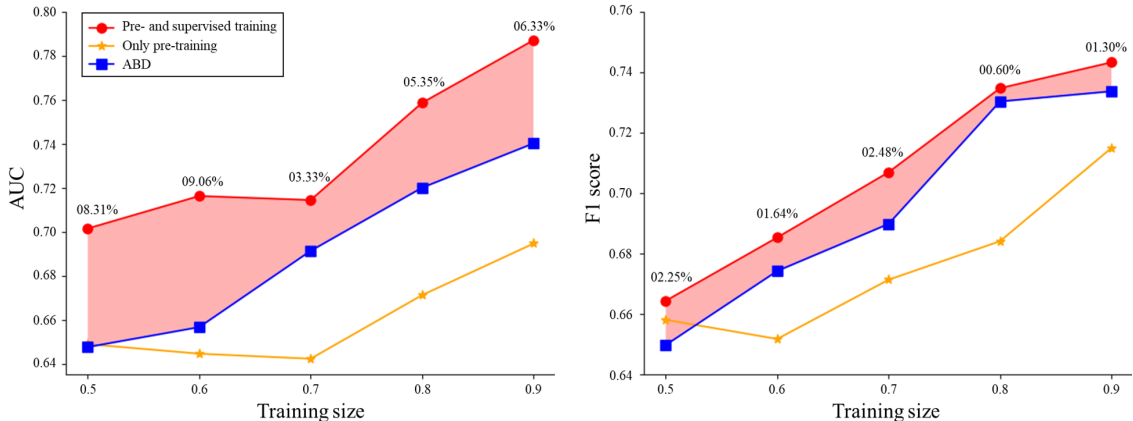 0.80
0.78
0.76
0.74
0.72
0.70
0.68
0.66
0.64
AUC
Pre- and supervised training
Only pre-training
ABD
08.31%
09.06%
03.33%
05.35%
06.33%
0.5 0.6 0.7 0.8 0.9
Training size
0.76
0.74
0.72
0.70
0.68
0.66
0.64
F1 score
02.25%
01.64%
02.48%
00.60%
01.30%
0.5 0.6 0.7 0.8 0.9
Training size